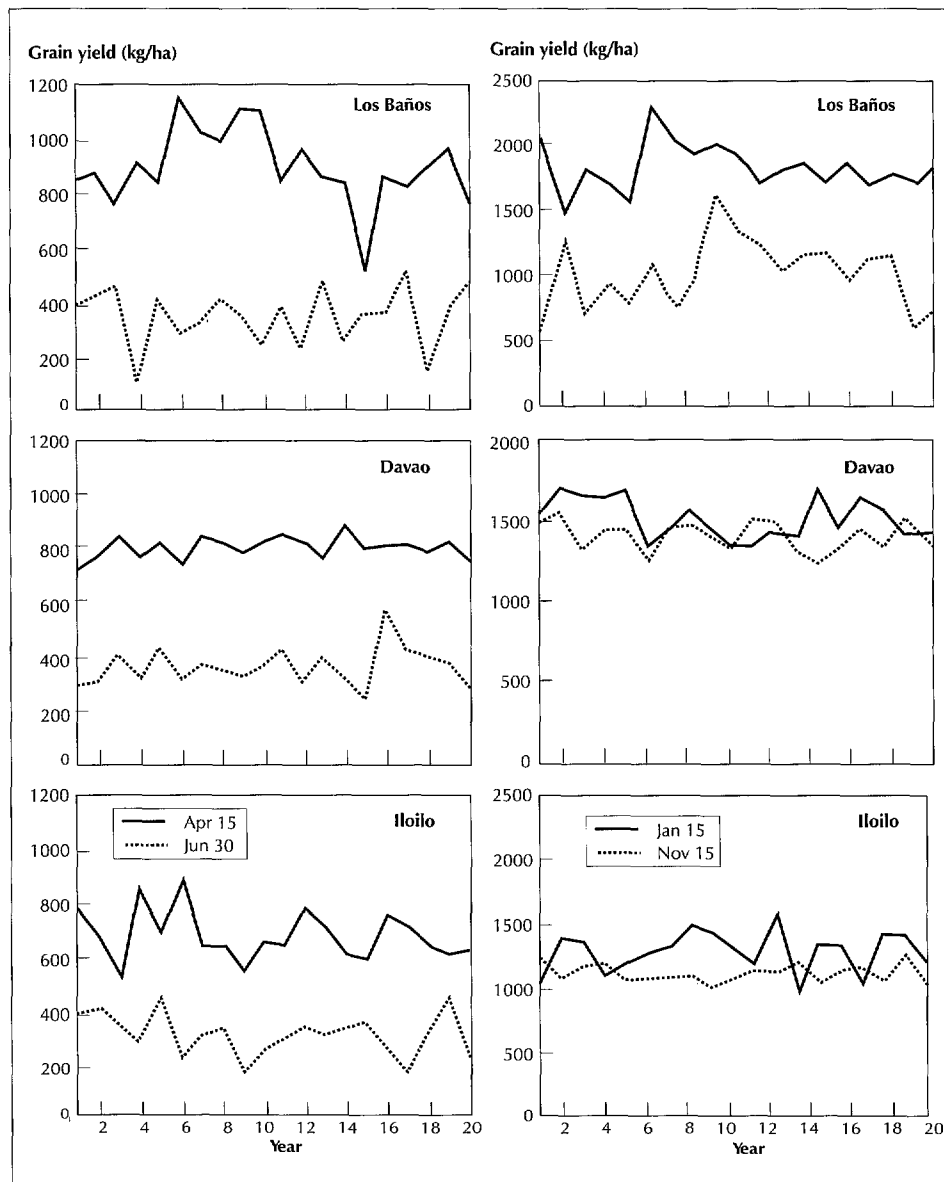 Grain yield (kg/ha)
1200
1000
800
600
400
200
0
Los Baños
Grain yield (kg/ha)
2500
2000
1500
1000
500
0
Los Baños
1200
1000
800
600
400
200
0
Davao
2000
1500
1000
500
0
Davao
1200
1000
800
600
400
200
0
Apr 15
Jun 30
Iloilo
2 4 6 8 10 12 14 16 18 20
Year
2500
2000
1500
1000
500
0
Jan 15
Nov 15
Iloilo
2 4 6 8 10 12 14 16 18 20
Year